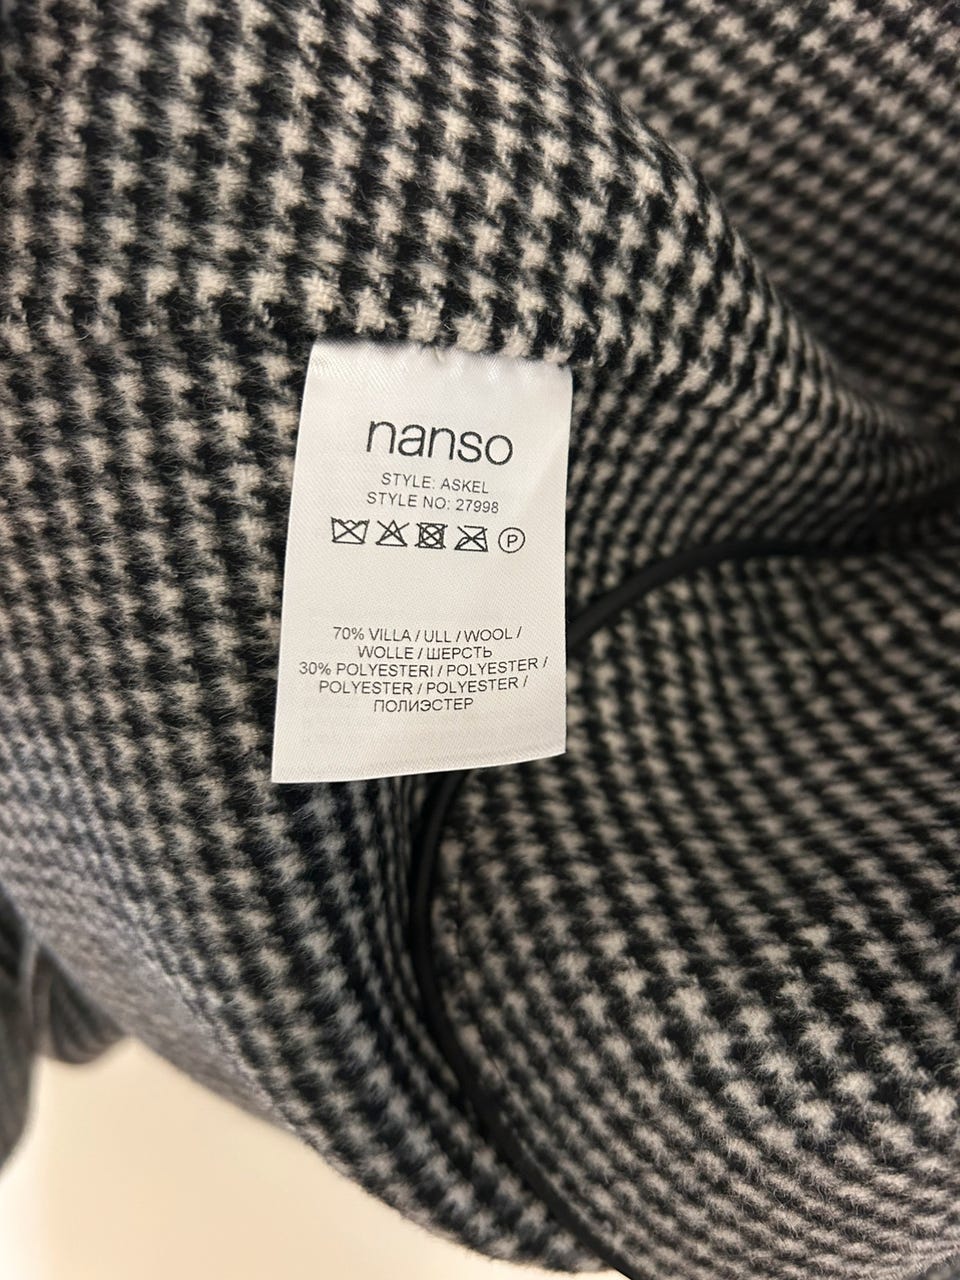 nanso
STYLE: ASKEL
STYLE NO: 27998
P
70% VILLA / ULL / WOOL /
WOLLE / ШЕРСТЬ
30% POLYESTERI / POLYESTER /
POLYESTER / POLYESTER /
ПОЛИЭСТЕР